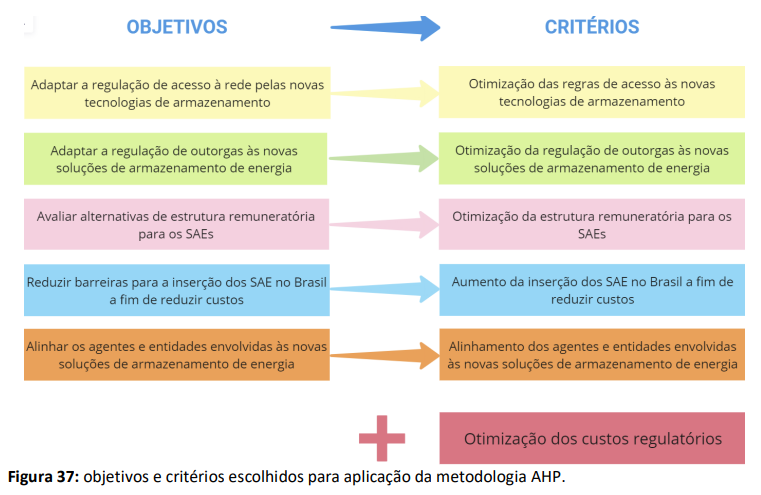 OBJETIVOS
CRITÉRIOS
Adaptar a regulação de acesso à rede pelas novas
tecnologias de armazenamento
Otimização das regras de acesso às novas
tecnologias de armazenamento
Adaptar a regulação de outorgas às novas
soluções de armazenamento de energia
Otimização da regulação de outorgas às novas
soluções de armazenamento de energia
Avaliar alternativas de estrutura remuneratória
para os SAEs
Otimização da estrutura remuneratória para os
SAEs
Reduzir barreiras para a inserção dos SAE no Brasil
a fim de reduzir custos
Aumento da inserção dos SAE no Brasil a fim de
reduzir custos
Alinhar os agentes e entidades envolvidas às novas
soluções de armazenamento de energia
Alinhamento dos agentes e entidades envolvidas
às novas soluções de armazenamento de energia
Otimização dos custos regulatórios
Figura 37: objetivos e critérios escolhidos para aplicação da metodologia AHP.